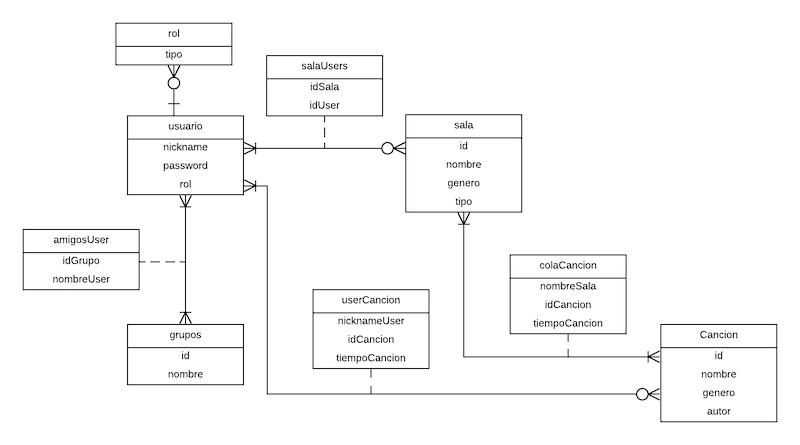 rol
tipo
salaUsers
idSala
idUser
usuario
nickname
password
rol
sala
id
nombre
genero
tipo
amigosUser
idGrupo
nombreUser
colaCancion
nombreSala
idCancion
tiempoCancion
userCancion
nicknameUser
idCancion
tiempoCancion
grupos
id
nombre
Cancion
id
nombre
genero
autor